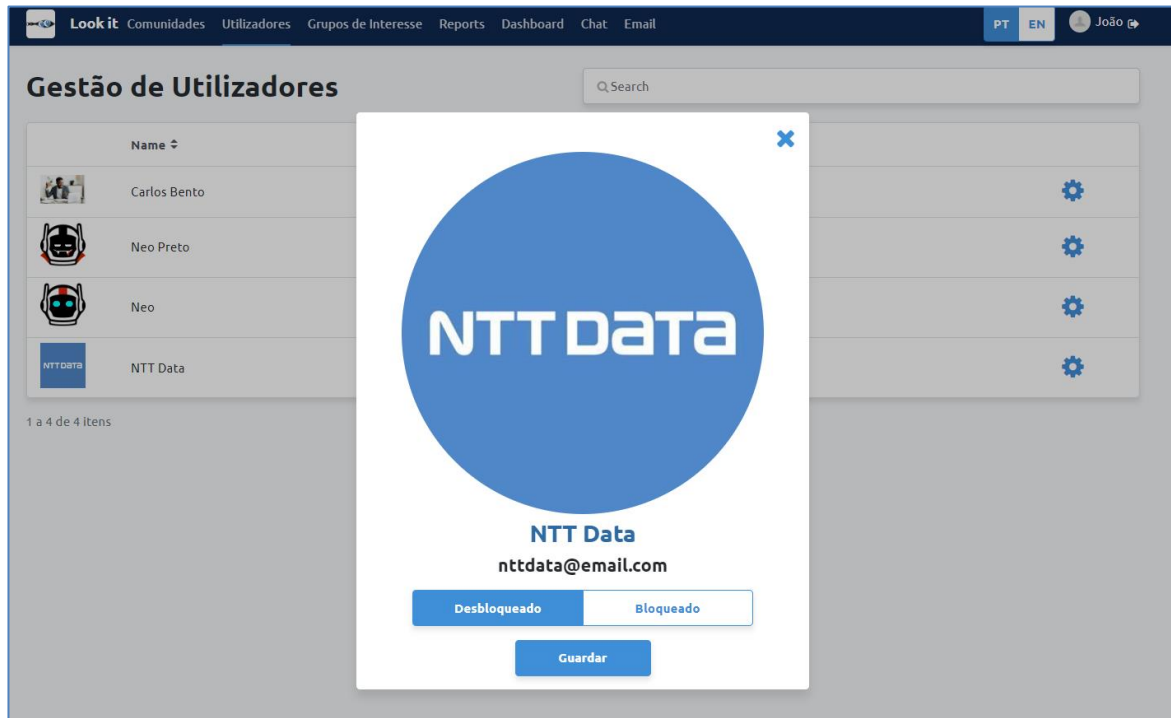 Look it Comunidades Utilizadores Grupos de Interesse Reports Dashboard Chat Email PT EN João
Gestão de Utilizadores
Search
Name
Carlos Bento
Neo Preto
Neo
NTT DATA NTT Data
1 a 4 de 4 itens
NTT DATA
NTT Data
nttdata@email.com
Desbloqueado Bloqueado
Guardar